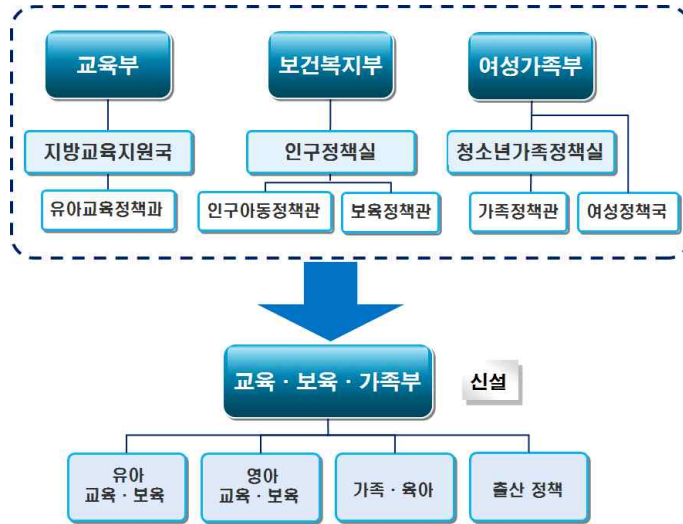 교육부
보건복지부
여성가족부
지방교육지원국
인구정책실
청소년가족정책실
유아교육정책과
인구아동정책관
보육정책관
가족정책관
여성정책국
교육 · 보육 · 가족부
신설
유아
교육 · 보육
영아
교육 · 보육
가족 · 육아
출산 정책